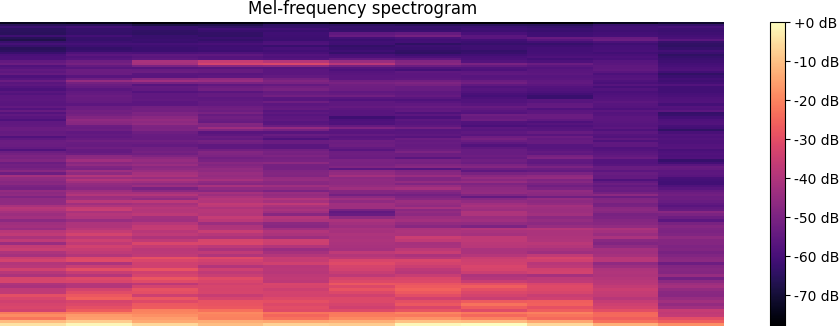 Mel-frequency spectrogram
+0 dB
-10 dB
-20 dB
-30 dB
-40 dB
-50 dB
-60 dB
-70 dB